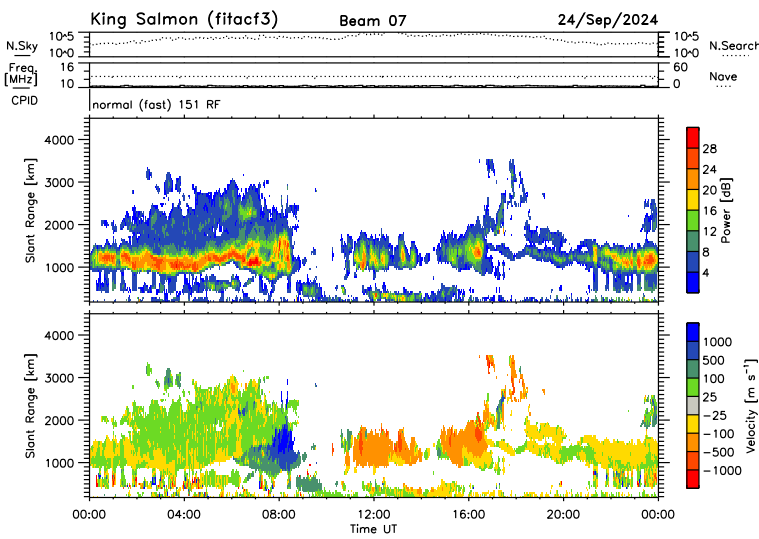 King Salmon (fitacf3) Beam 07 24/Sep/2024
N.Sky 10^5 10^0 10^5 10^0 N.Search
Freq. [MHz] 16 10 60 0 Nave
CPID normal (fast) 151 RF
Slant Range [km] 4000 3000 2000 1000
Power [dB] 28 24 20 16 12 8 4
Slant Range [km] 4000 3000 2000 1000
Velocity [m s⁻¹] 1000 500 100 25 −25 −100 −500 −1000
00:00 04:00 08:00 12:00 16:00 20:00 00:00
Time UT